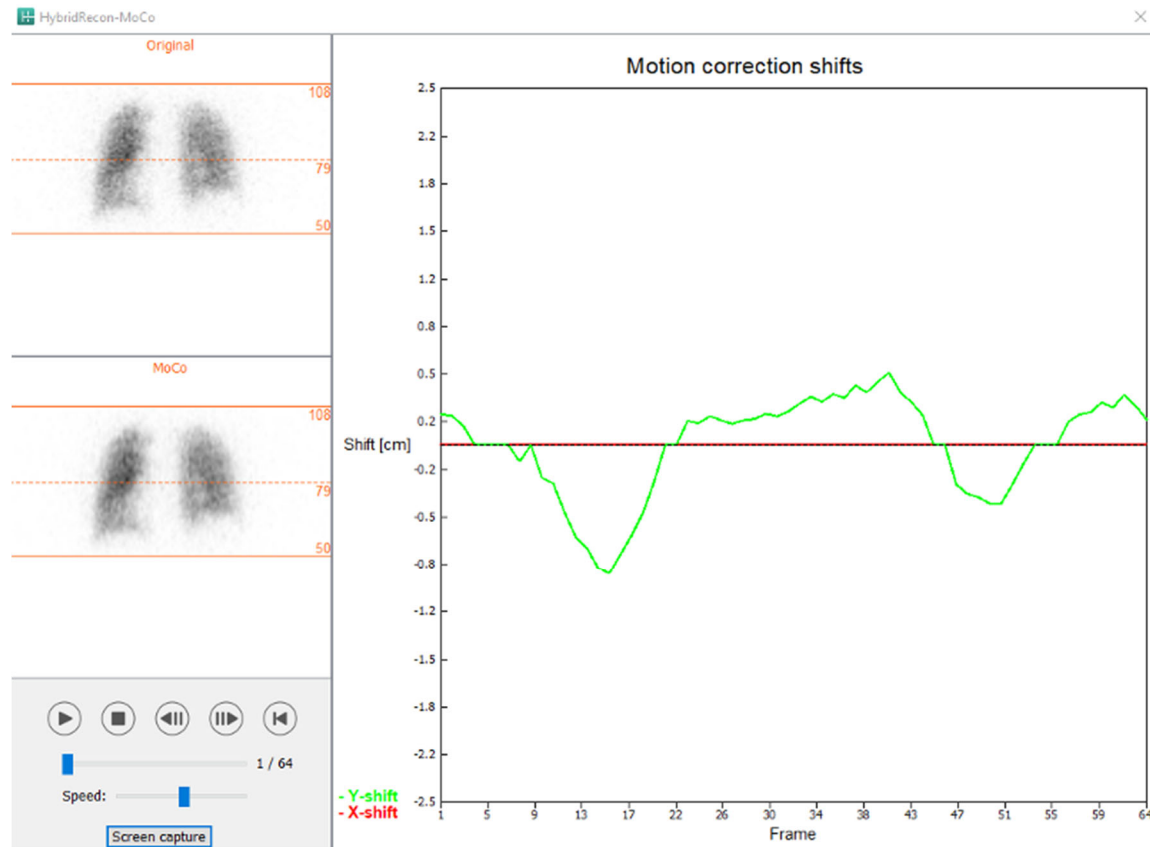 HybridRecon-MoCo
Original
108
79
50
MoCo
108
79
50
1 / 64
Speed:
Screen capture
Motion correction shifts
2.5
2.2
1.8
1.5
1.2
0.8
0.5
0.2
Shift [cm]
-0.2
-0.5
-0.8
-1.2
-1.5
-1.8
-2.2
-2.5
- Y-shift
- X-shift
1 5 9 13 17 22 26 30 34 38 43 47 51 55 59 64
Frame